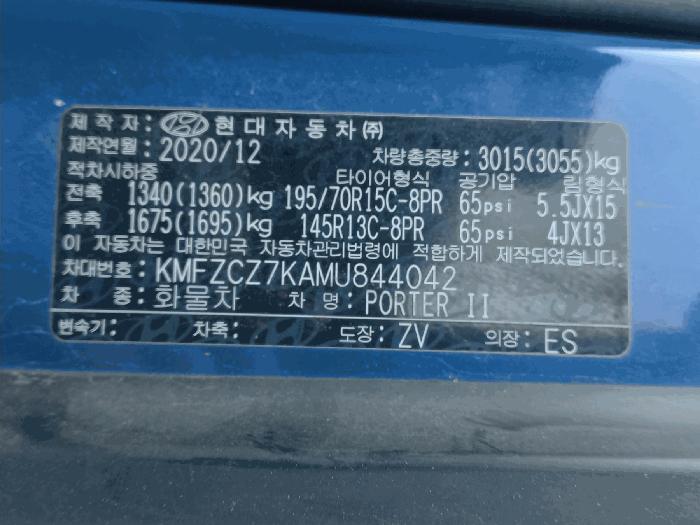 제 작 자 : 현대자동차㈜
제작연월 : 2020/12 차량총중량 : 3015(3055)kg
적차시하중 타이어형식 공기압 림형식
전축 1340(1360)kg 195/70R15C-8PR 65psi 5.5JX15
후축 1675(1695)kg 145R13C-8PR 65psi 4JX13
이 자동차는 대한민국 자동차관리법령에 적합하게 제작되었습니다.
차대번호 : KMFZCZ7KAMU844042
차 종 : 화물차 차 명 : PORTER II
변속기 : 차축 : 도장 : ZV 의장 : ES